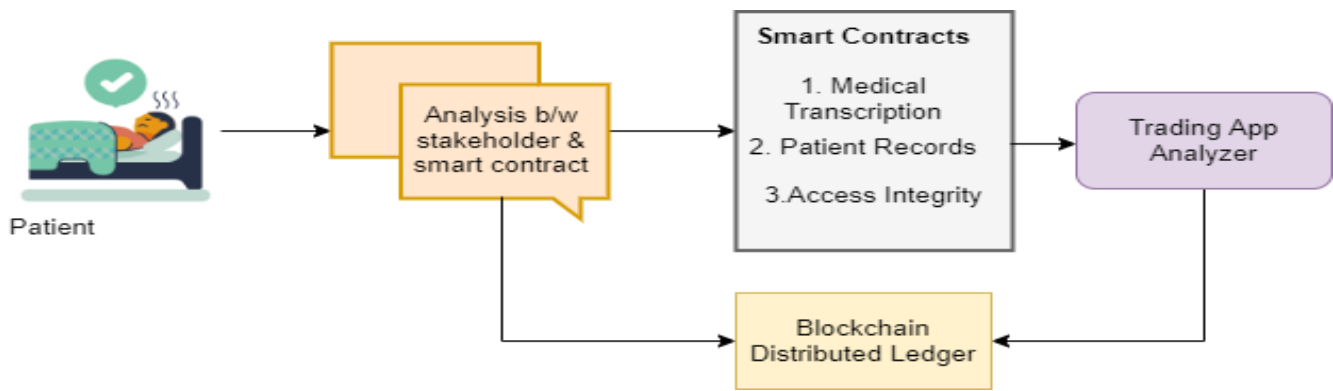 Patient
Analysis b/w
stakeholder &
smart contract
Smart Contracts
1. Medical
Transcription
2. Patient Records
3.Access Integrity
Trading App
Analyzer
Blockchain
Distributed Ledger